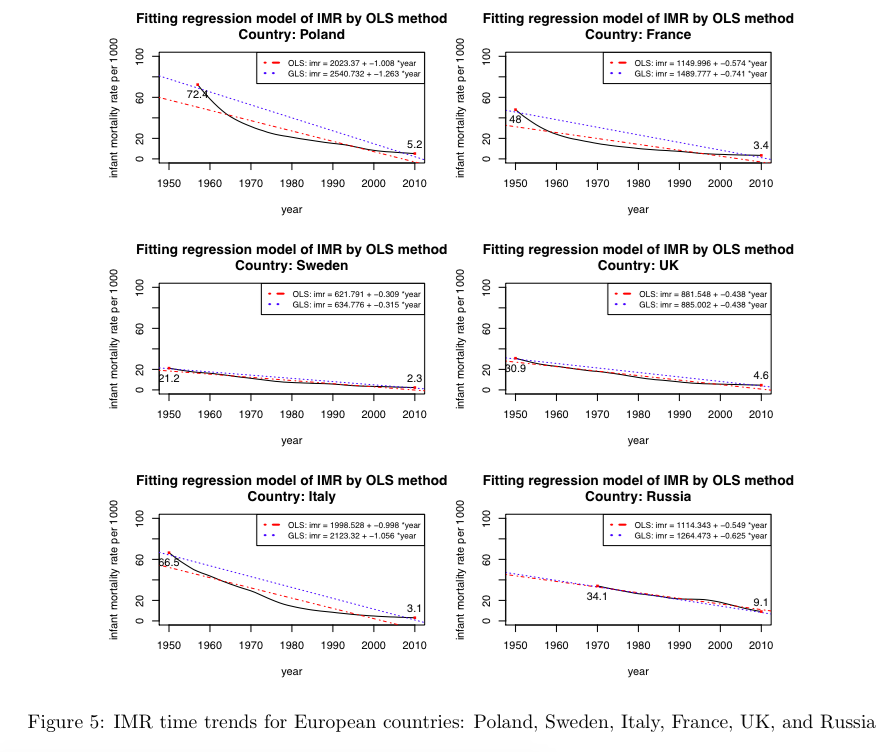 Fitting regression model of IMR by OLS method
Country: Poland
infant mortality rate per 1000
0 20 60 100
OLS: imr = 2023.37 + −1.008 *year
GLS: imr = 2540.732 + −1.263 *year
72.4
5.2
1950 1960 1970 1980 1990 2000 2010
year
Fitting regression model of IMR by OLS method
Country: France
infant mortality rate per 1000
0 20 60 100
OLS: imr = 1149.996 + −0.574 *year
GLS: imr = 1489.777 + −0.741 *year
48
3.4
1950 1960 1970 1980 1990 2000 2010
year
Fitting regression model of IMR by OLS method
Country: Sweden
infant mortality rate per 1000
0 20 60 100
OLS: imr = 621.791 + −0.309 *year
GLS: imr = 634.776 + −0.315 *year
21.2
2.3
1950 1960 1970 1980 1990 2000 2010
year
Fitting regression model of IMR by OLS method
Country: UK
infant mortality rate per 1000
0 20 60 100
OLS: imr = 881.548 + −0.438 *year
GLS: imr = 885.002 + −0.438 *year
30.9
4.6
1950 1960 1970 1980 1990 2000 2010
year
Fitting regression model of IMR by OLS method
Country: Italy
infant mortality rate per 1000
0 20 60 100
OLS: imr = 1998.528 + −0.998 *year
GLS: imr = 2123.32 + −1.056 *year
66.5
3.1
1950 1960 1970 1980 1990 2000 2010
year
Fitting regression model of IMR by OLS method
Country: Russia
infant mortality rate per 1000
0 20 60 100
OLS: imr = 1114.343 + −0.549 *year
GLS: imr = 1264.473 + −0.625 *year
34.1
9.1
1950 1960 1970 1980 1990 2000 2010
year
Figure 5: IMR time trends for European countries: Poland, Sweden, Italy, France, UK, and Russia